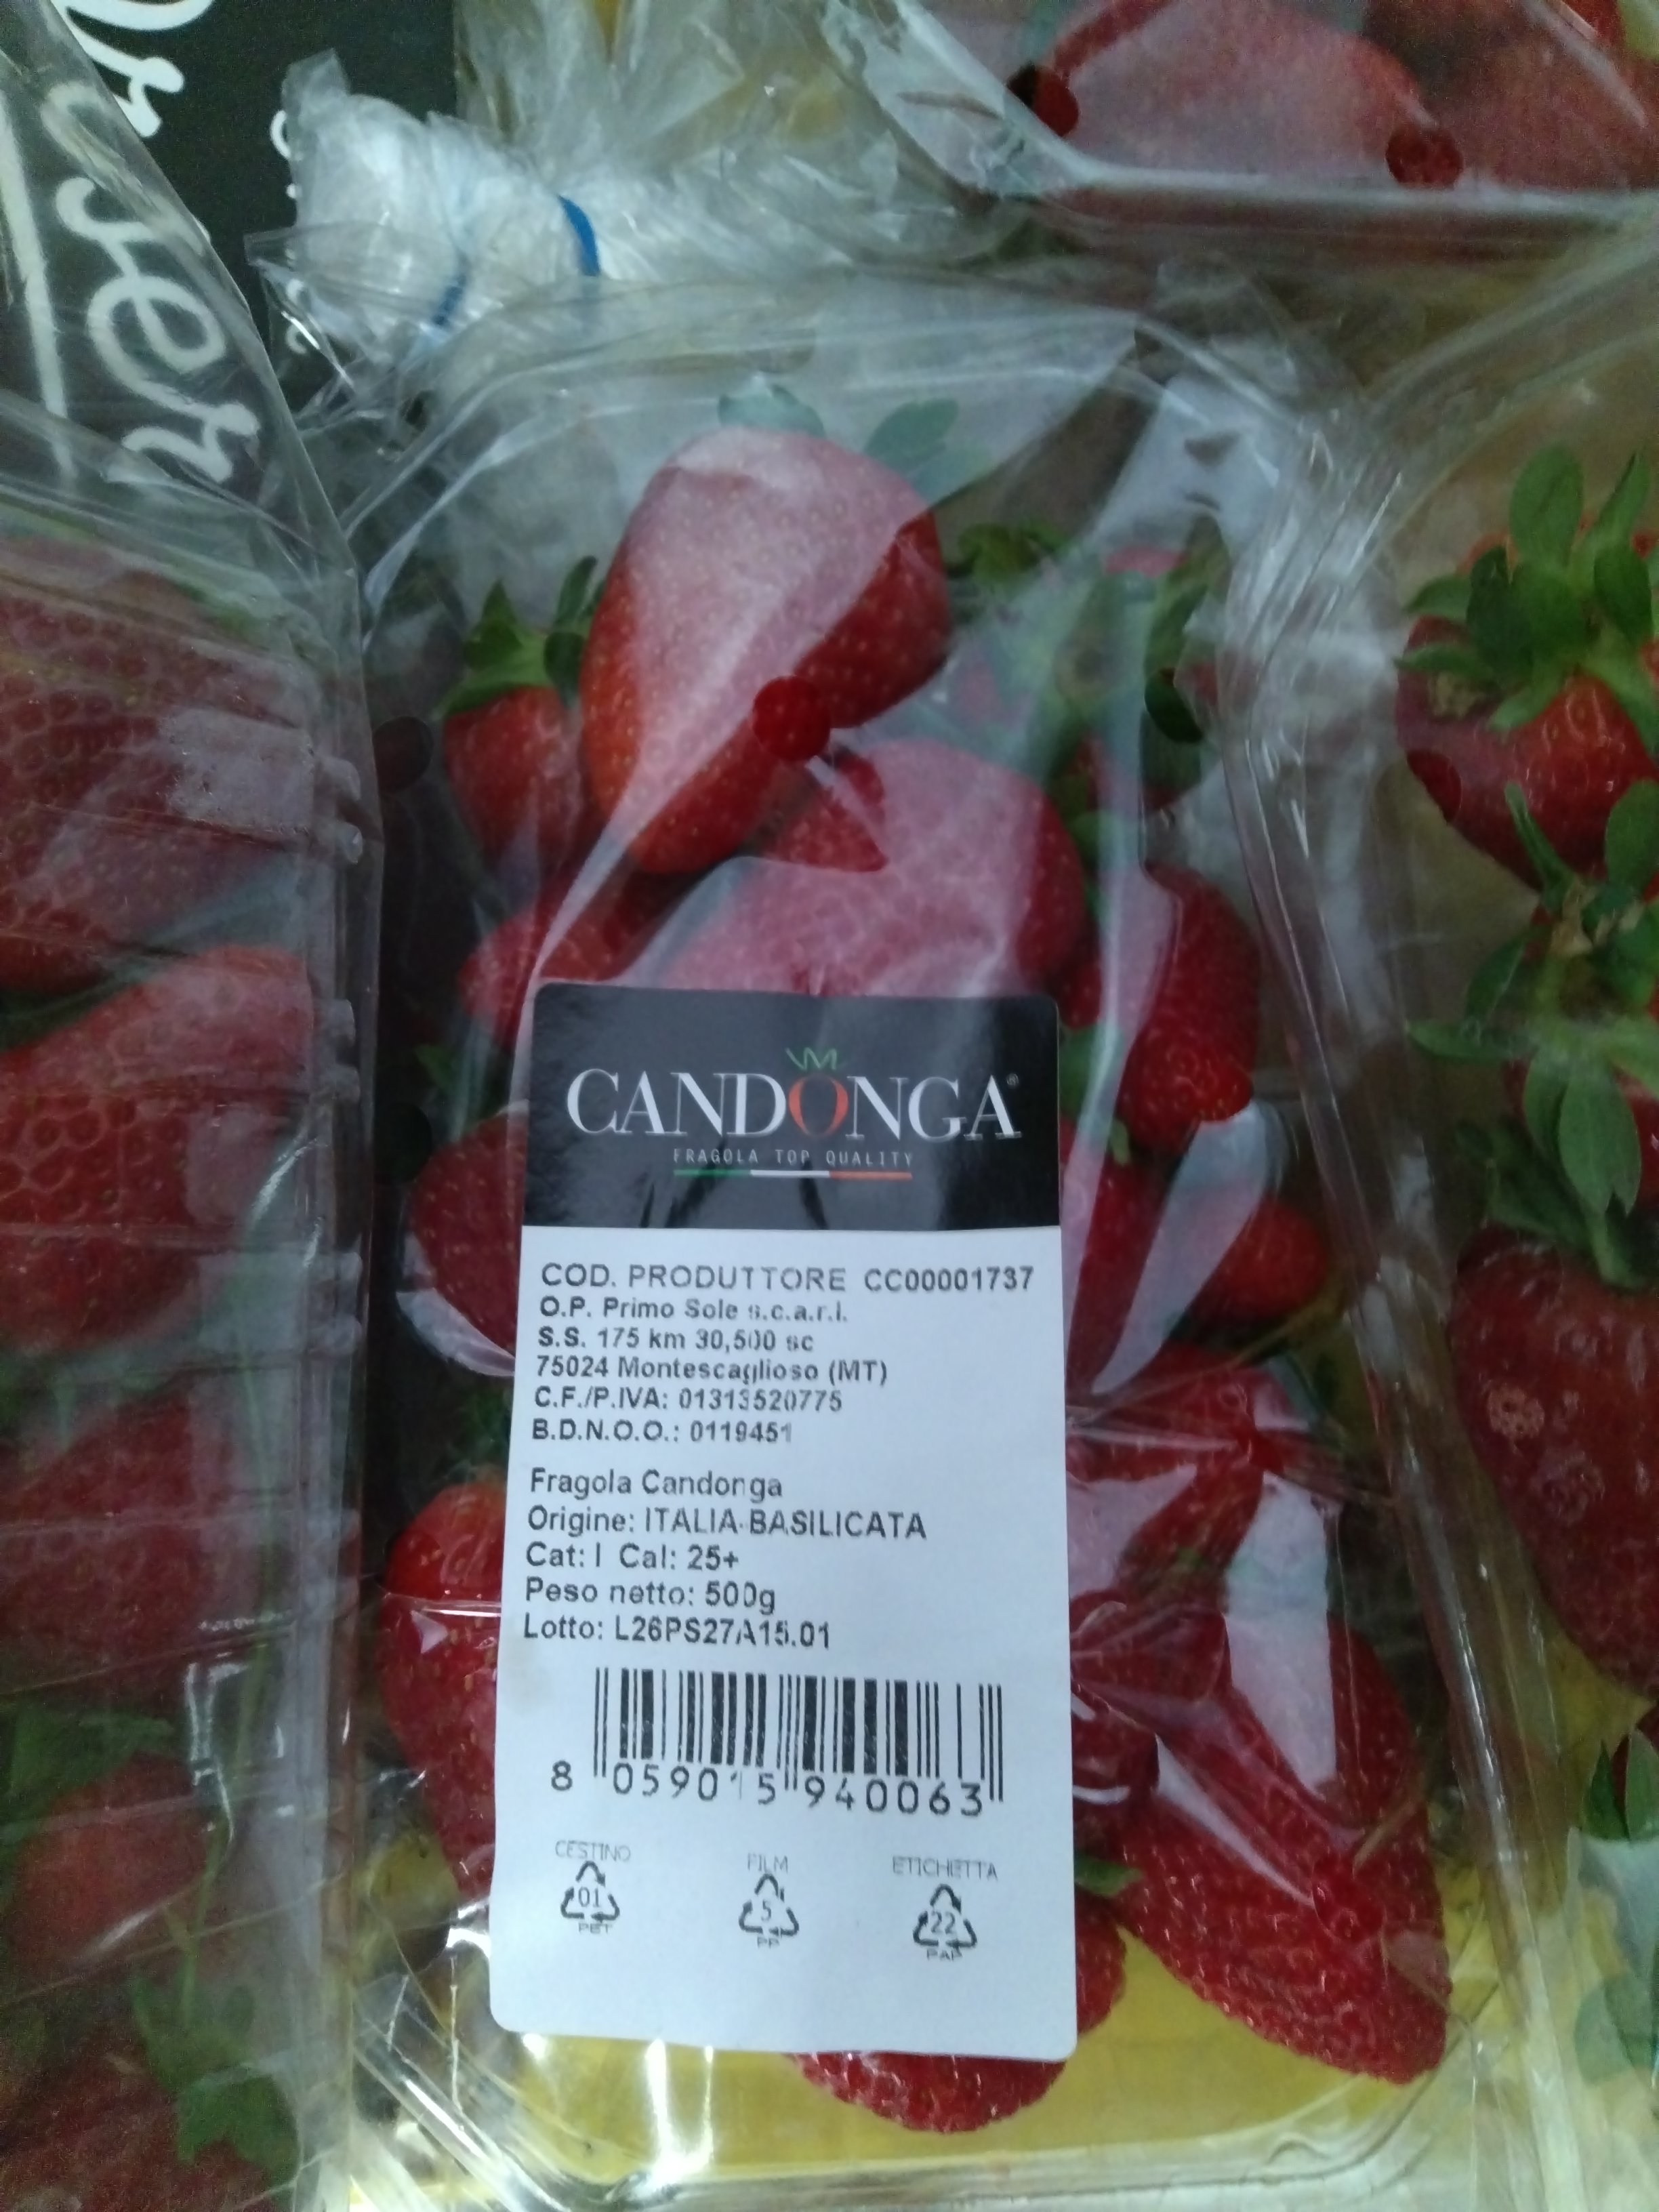 CANDONGA®
FRAGOLA TOP QUALITY
COD. PRODUTTORE CC00001737
O.P. Primo Sole s.c.a.r.l.
S.S. 175 km 30,500 sc
75024 Montescaglioso (MT)
C.F./P.IVA: 01313520775
B.D.N.O.O.: 0119451
Fragola Candonga
Origine: ITALIA-BASILICATA
Cat: I Cal: 25+
Peso netto: 500g
Lotto: L26PS27A15.01
8 059015 940063
CESTINO FILM ETICHETTA
01 5 22
PET PP PAP